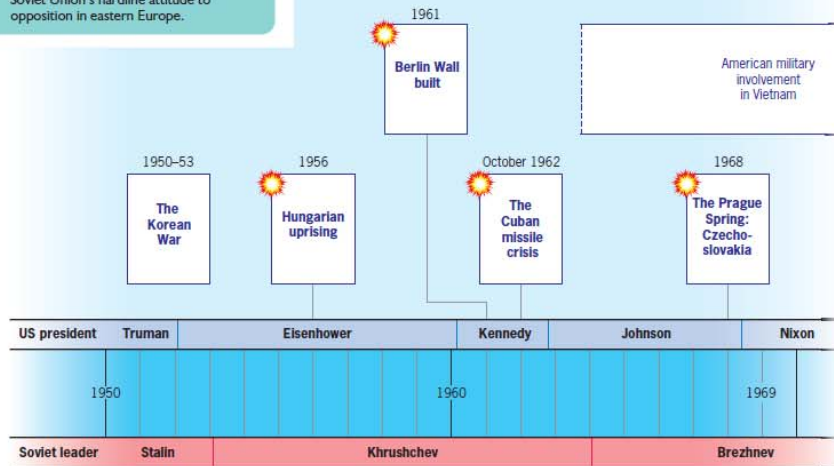 Soviet Union's hardline attitude to
opposition in eastern Europe.
1961
Berlin Wall
built
American military
involvement
in Vietnam
1950–53
The
Korean
War
1956
Hungarian
uprising
October 1962
The
Cuban
missile
crisis
1968
The Prague
Spring:
Czecho-
slovakia
US president Truman Eisenhower Kennedy Johnson Nixon
1950 1960 1969
Soviet leader Stalin Khrushchev Brezhnev